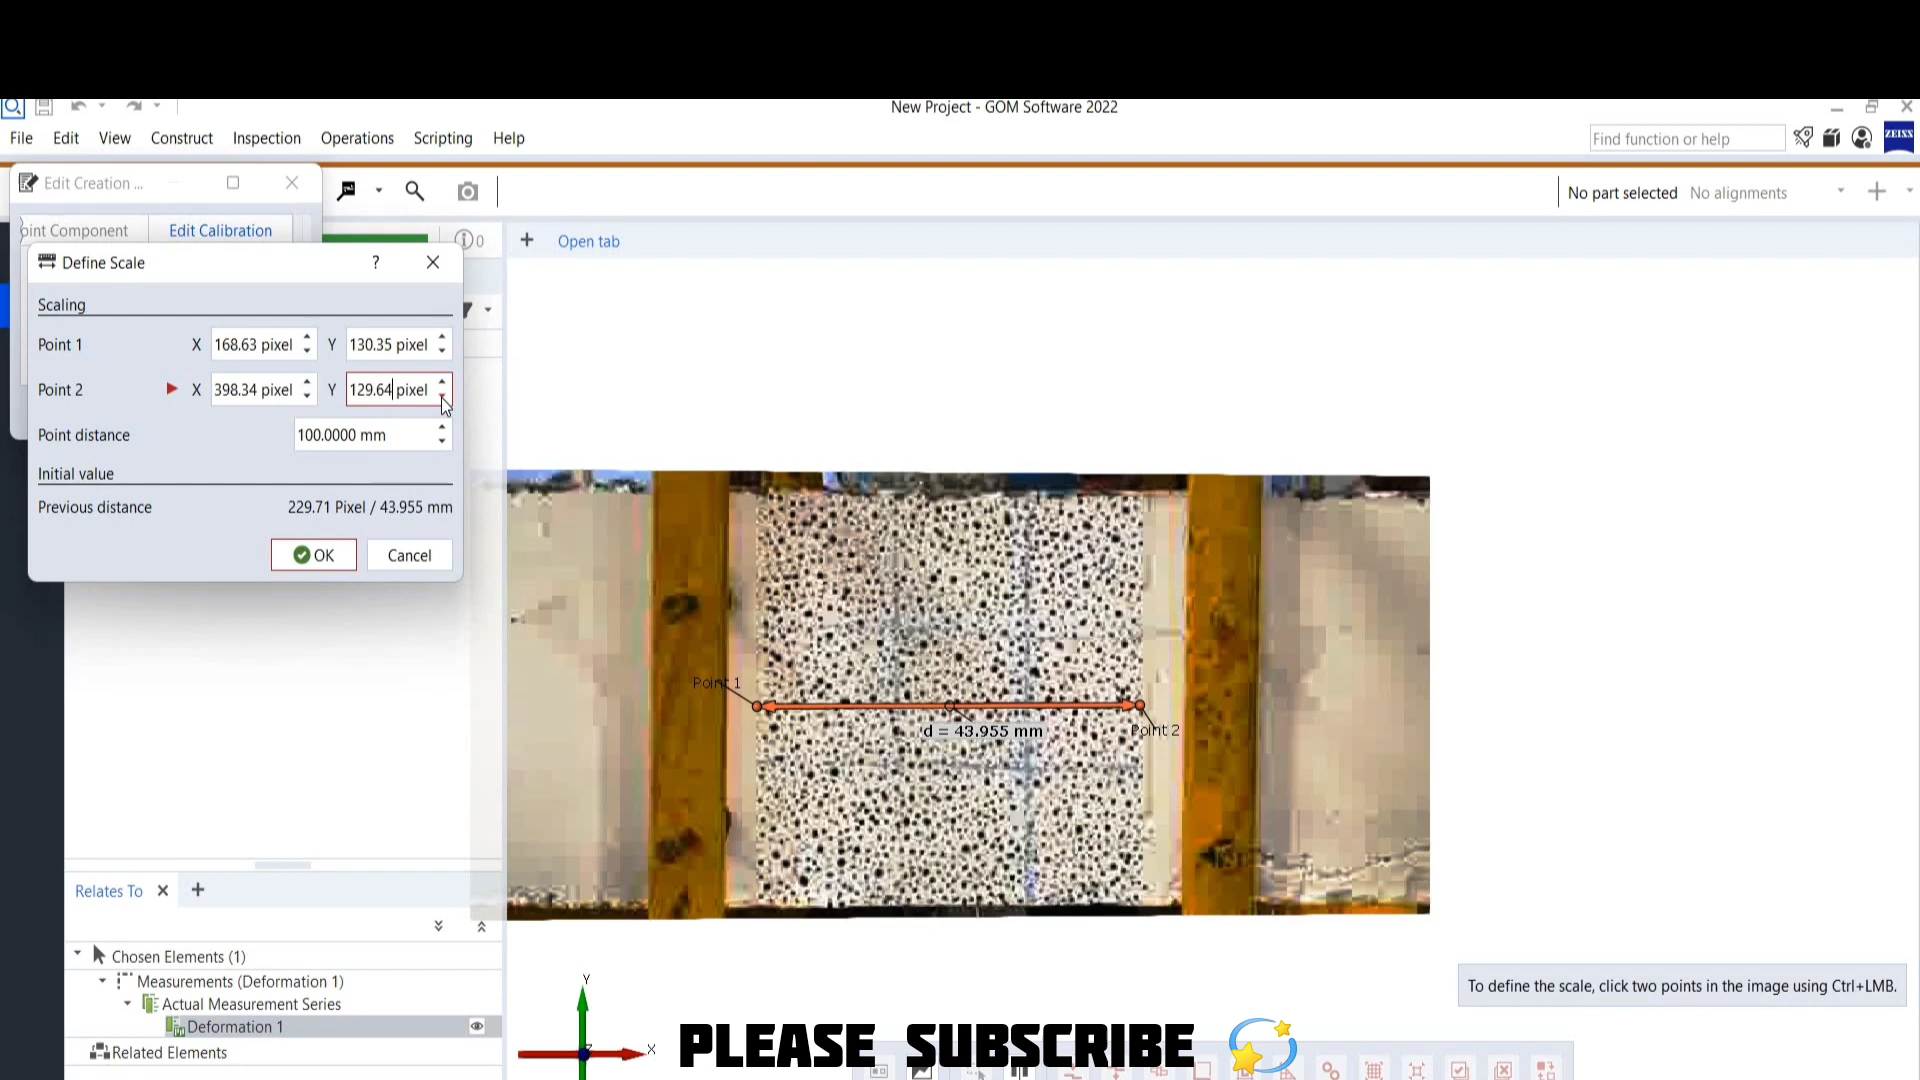 New Project - GOM Software 2022
File Edit View Construct Inspection Operations Scripting Help
Find function or help
ZEISS
Edit Creation ...
No part selected No alignments
oint Component Edit Calibration
0
Open tab
Define Scale ?
Scaling
Point 1 X 168.63 pixel Y 130.35 pixel
Point 2 X 398.34 pixel Y 129.64 pixel
Point distance 100.0000 mm
Initial value
Previous distance 229.71 Pixel / 43.955 mm
OK Cancel
Point 1
d = 43.955 mm
Point 2
Relates To
Chosen Elements (1)
Measurements (Deformation 1)
Actual Measurement Series
Deformation 1
Related Elements
To define the scale, click two points in the image using Ctrl+LMB.
Y
Z
X
PLEASE SUBSCRIBE